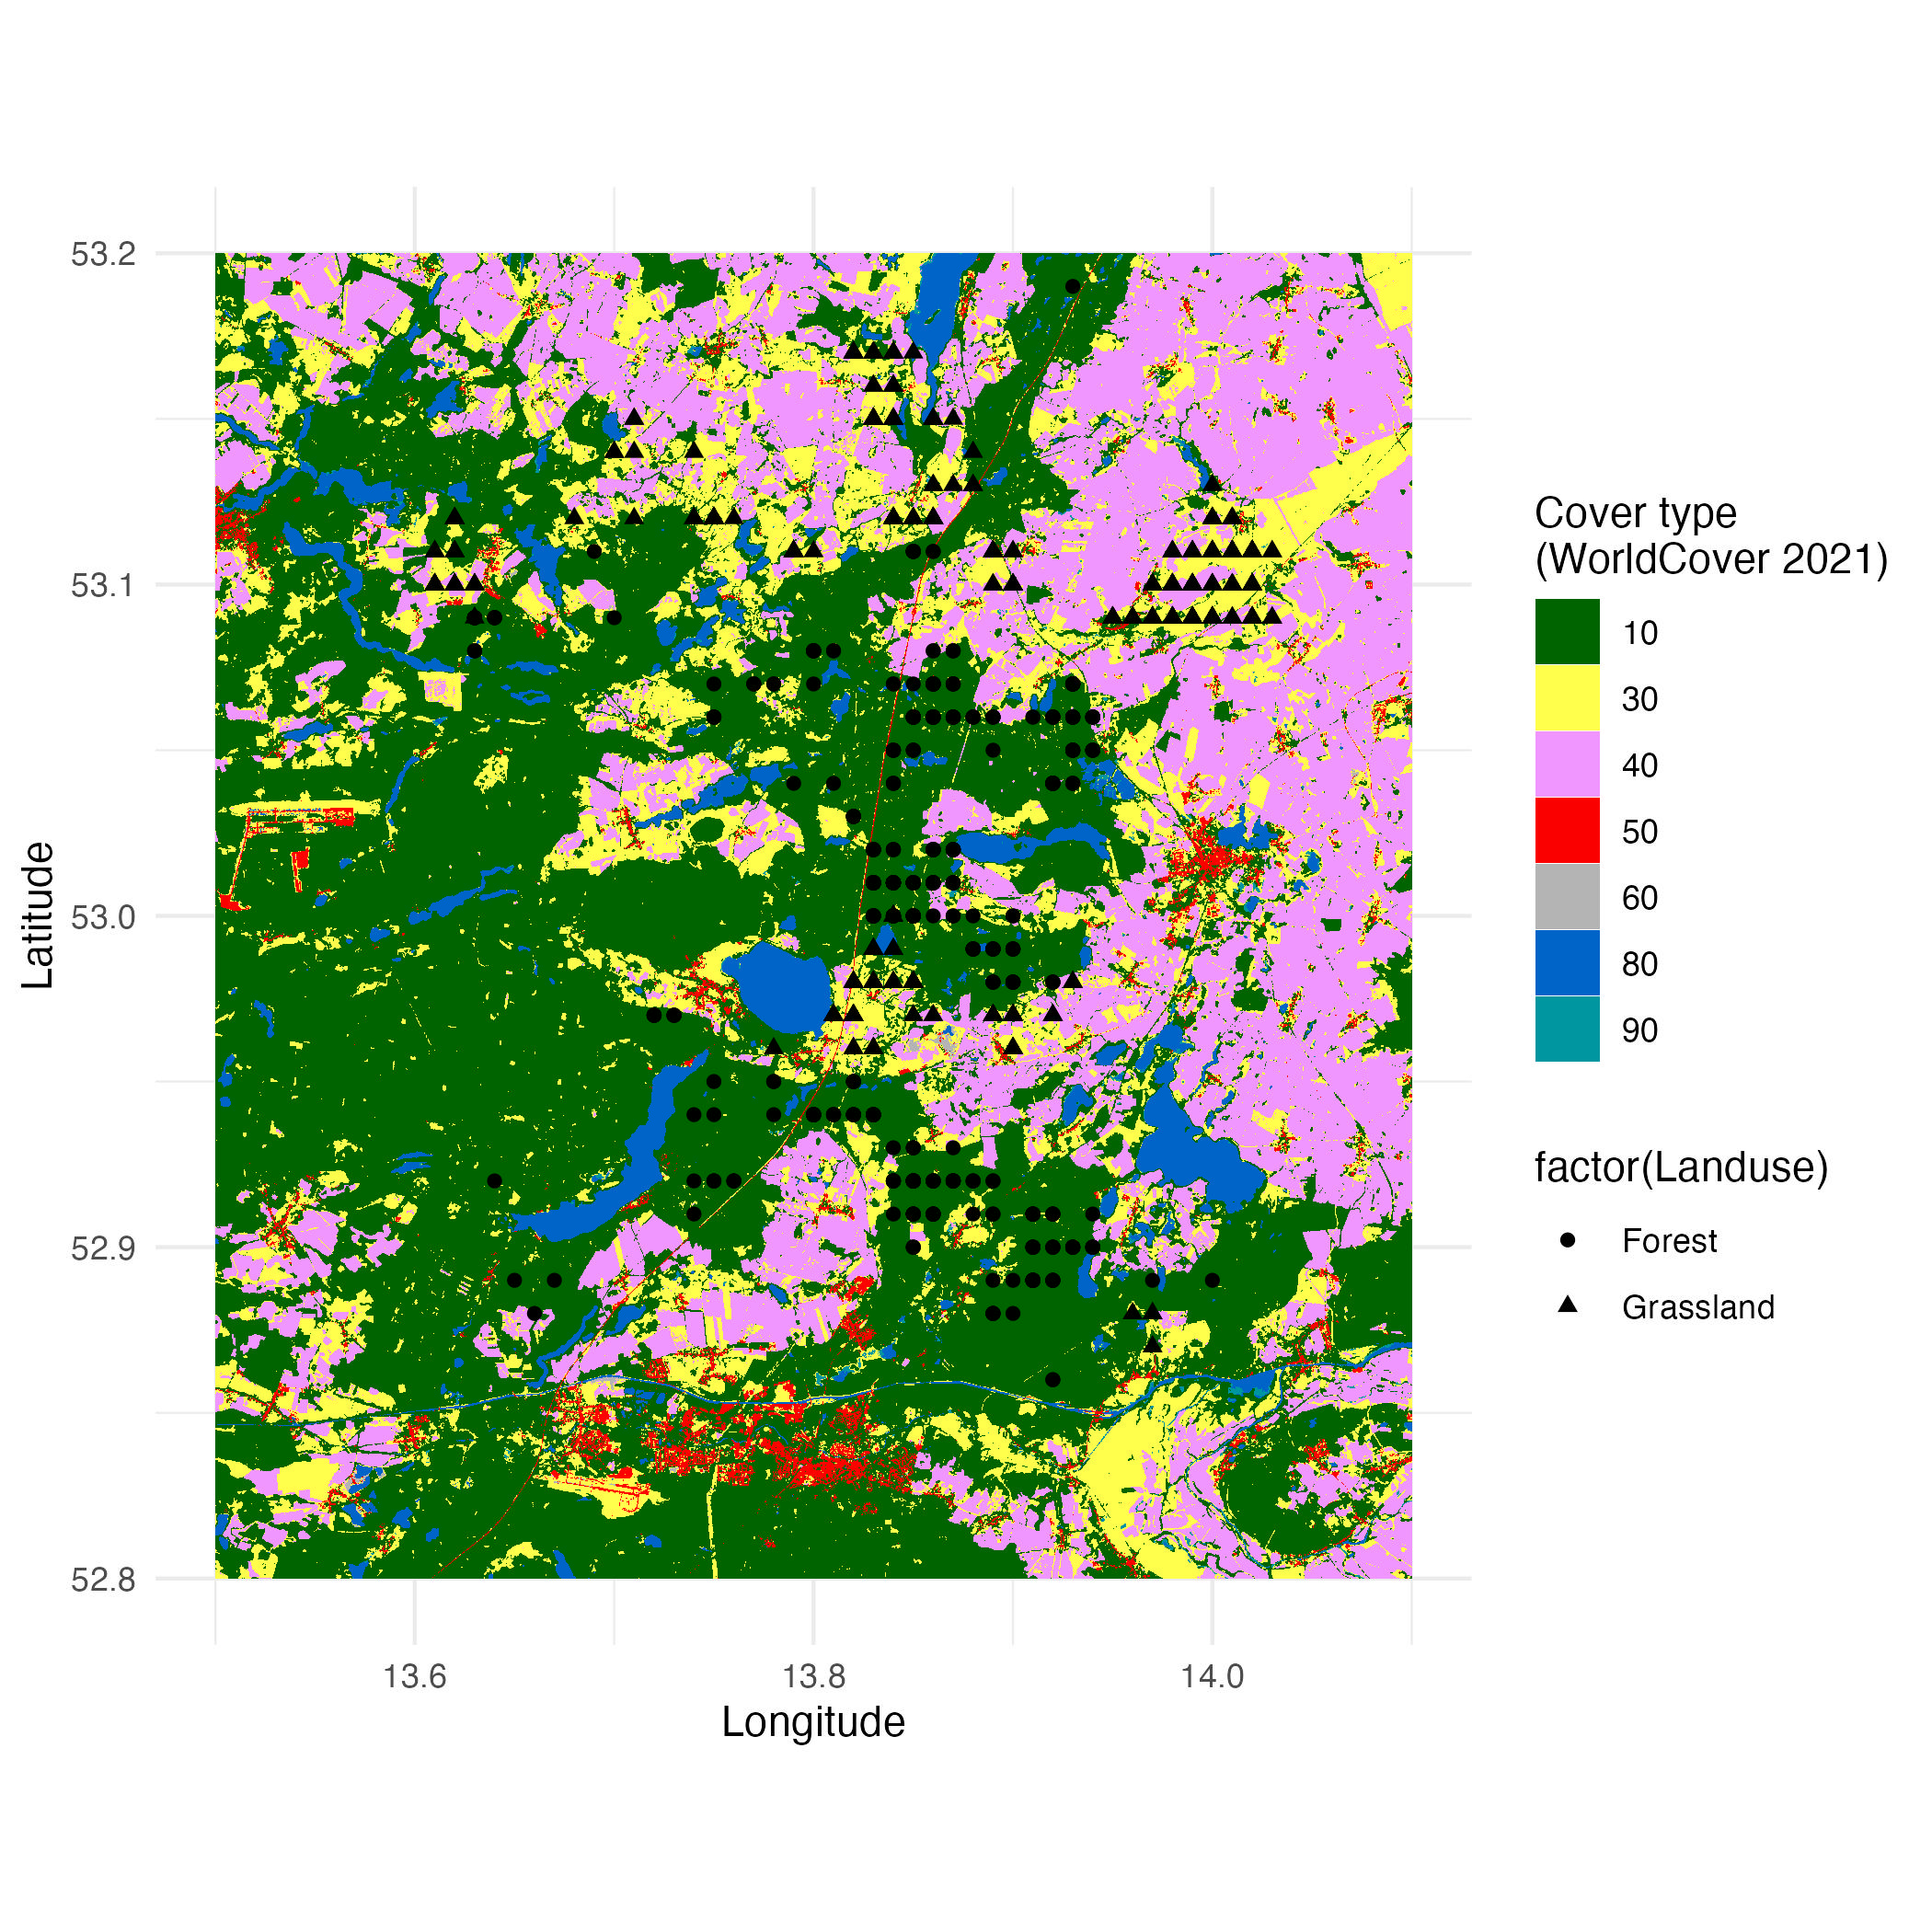 53.2
53.1
53.0
52.9
52.8
Latitude
13.6
13.8
14.0
Longitude
Cover type
(WorldCover 2021)
10
30
40
50
60
80
90
factor(Landuse)
Forest
Grassland